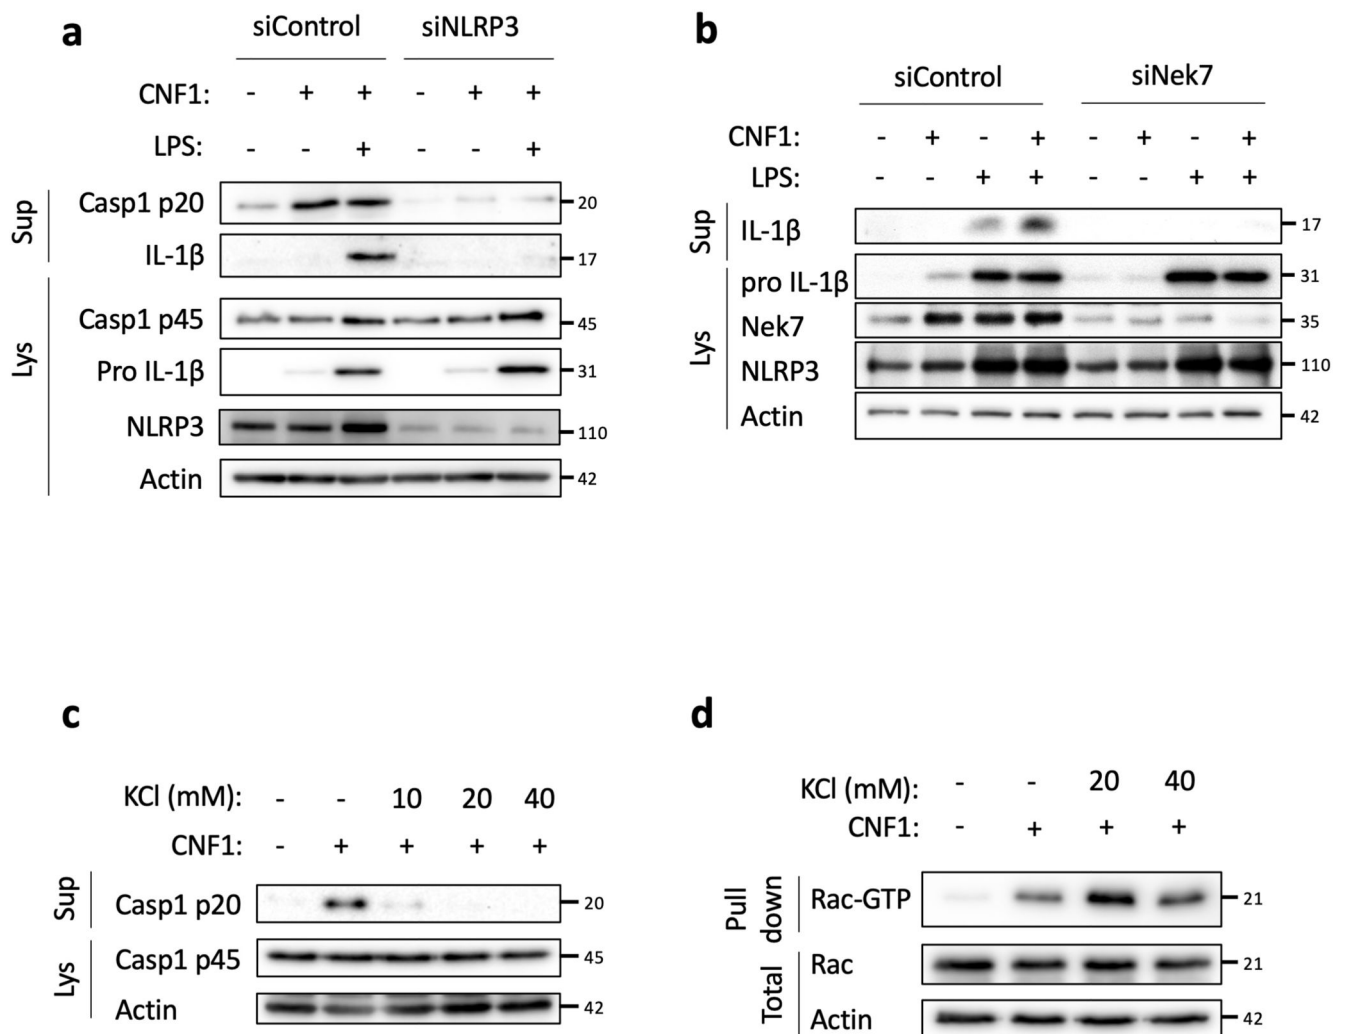 a
siControl siNLRP3
CNF1: - + + - + +
LPS: - - + - - +
Sup
Casp1 p20 20
IL-1β 17
Lys
Casp1 p45 45
Pro IL-1β 31
NLRP3 110
Actin 42
b
siControl siNek7
CNF1: - + - + - + - +
LPS: - - + + - - + +
Sup
IL-1β 17
Lys
pro IL-1β 31
Nek7 35
NLRP3 110
Actin 42
c
KCl (mM): - - 10 20 40
CNF1: - + + + +
Sup
Casp1 p20 20
Lys
Casp1 p45 45
Actin 42
d
KCl (mM): - - 20 40
CNF1: - + + +
Pull
down
Rac-GTP 21
Total
Rac 21
Actin 42